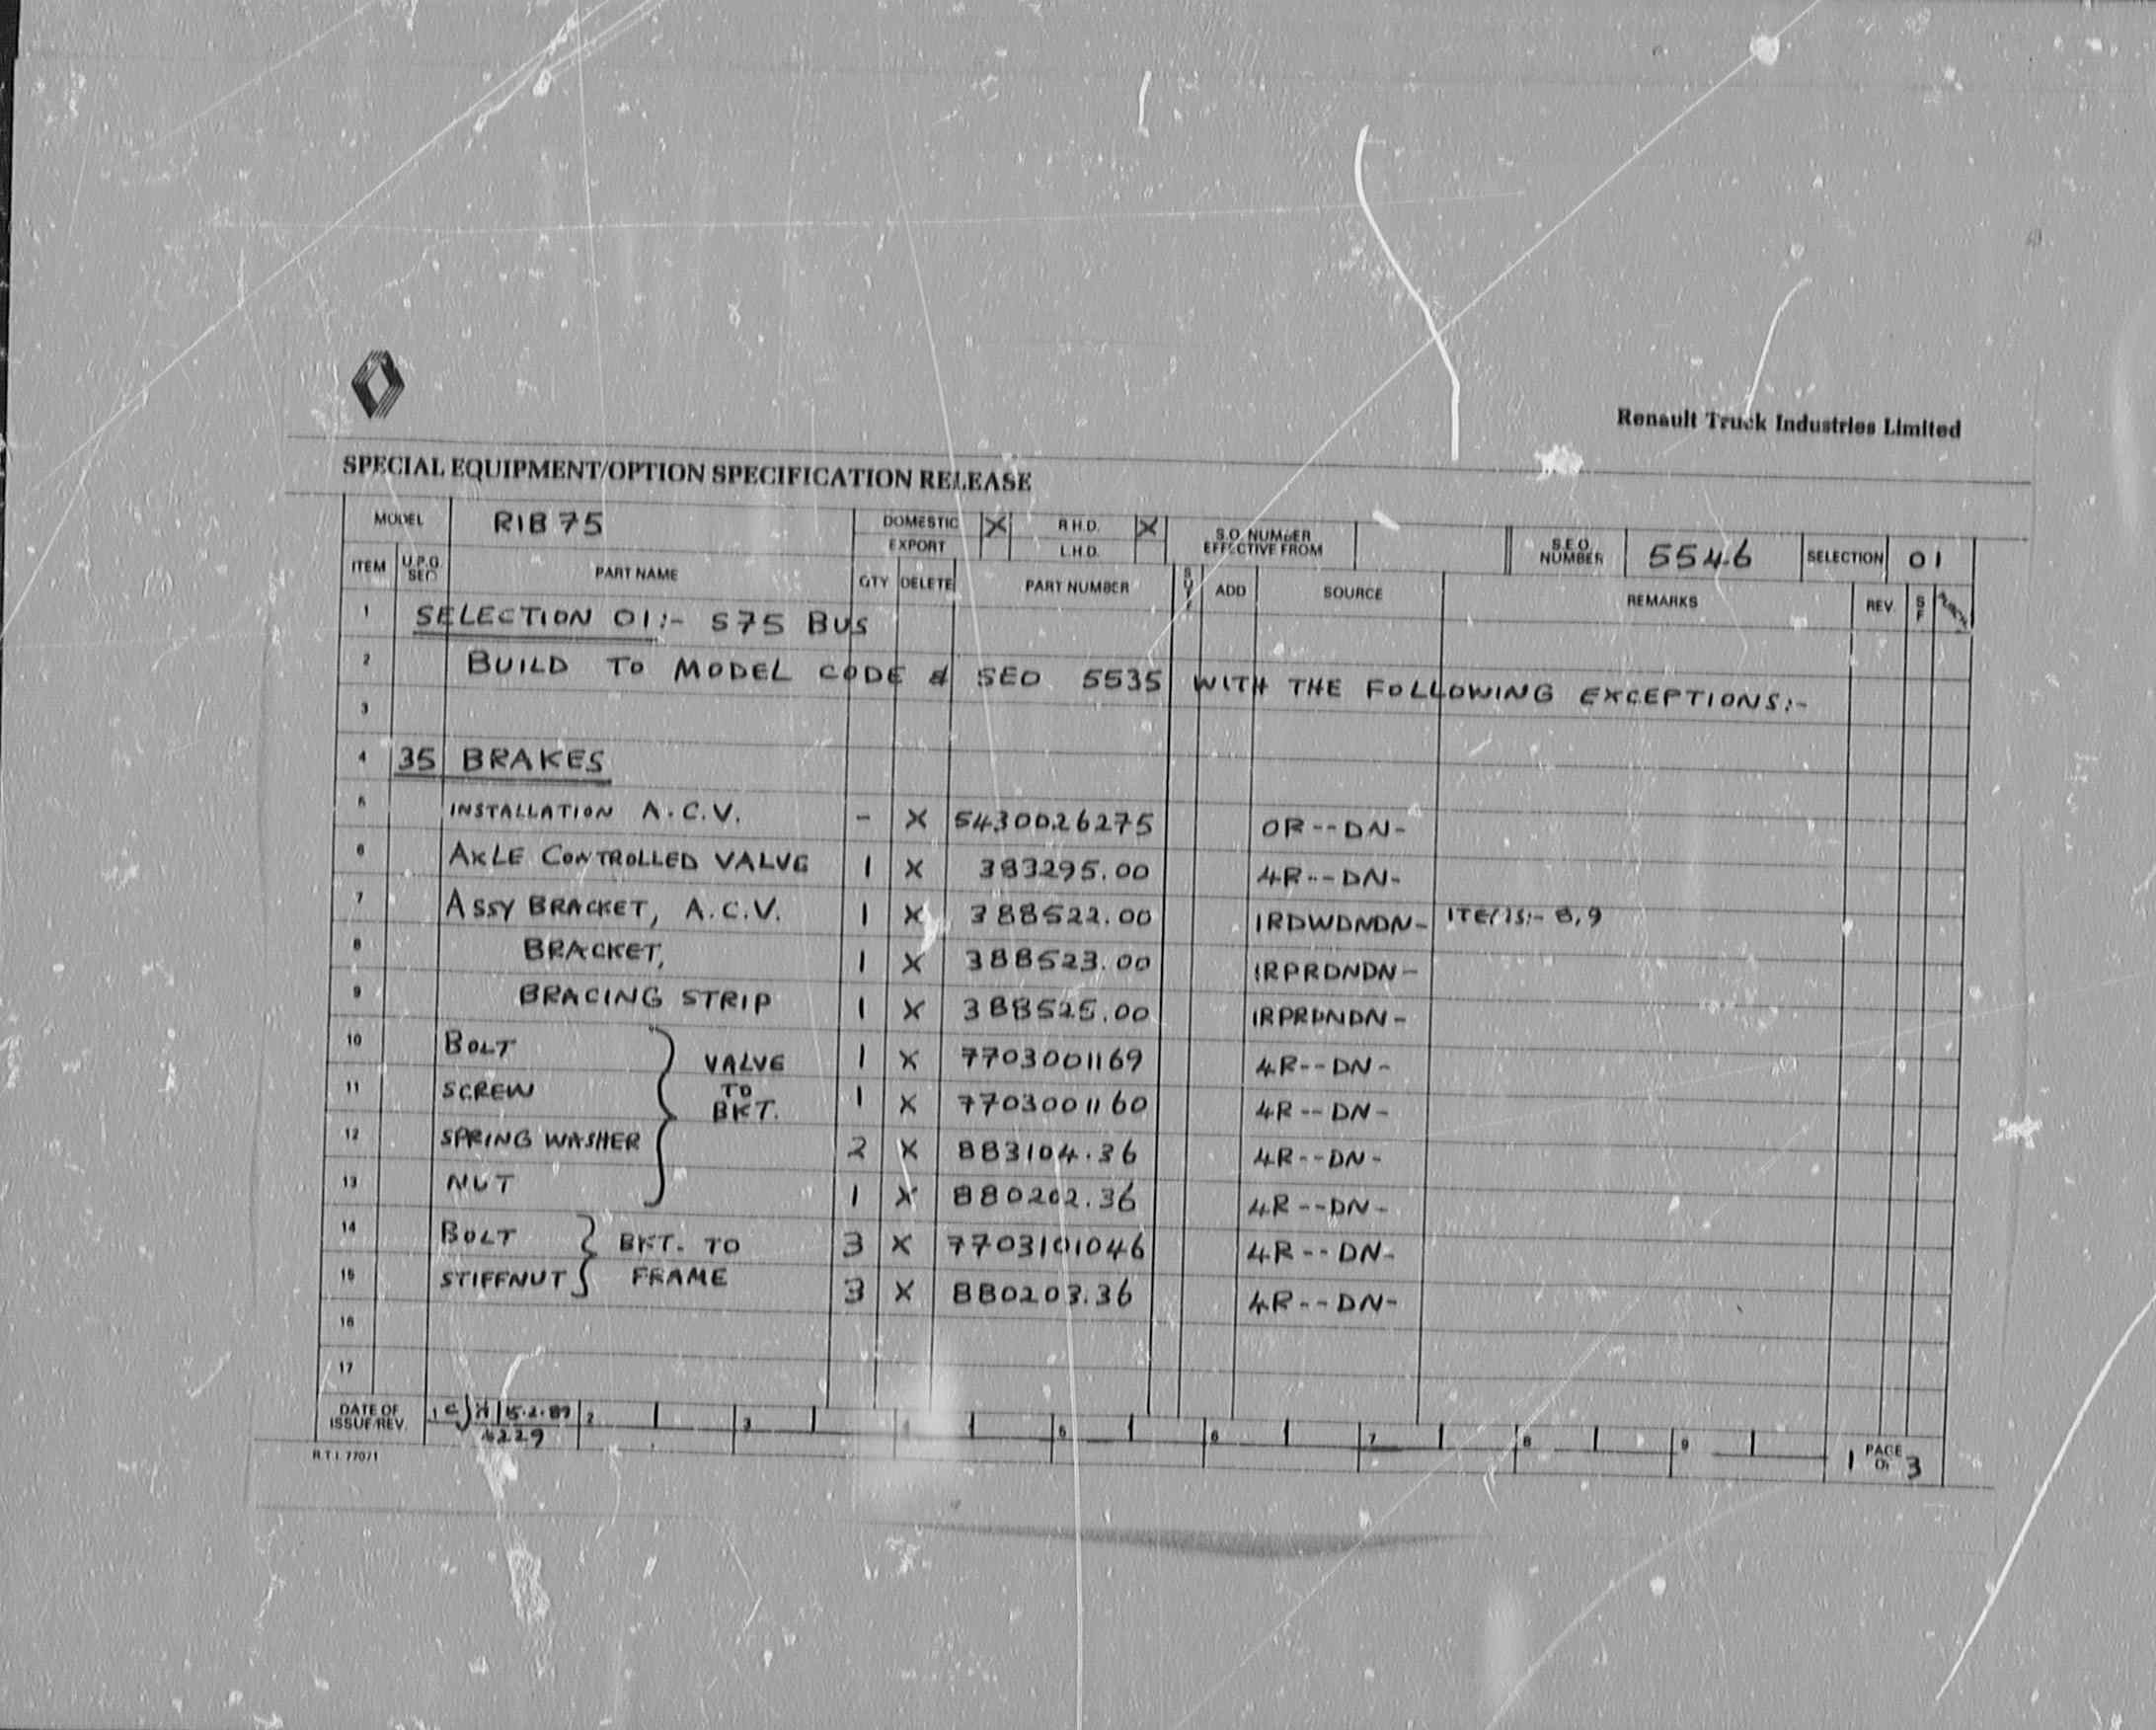 Renault Truck Industries Limited
SPECIAL EQUIPMENT/OPTION SPECIFICATION RELEASE
MODEL R1B75 DOMESTIC X R.H.D. X S.O. NUMBER EFFECTIVE FROM S.E.O. NUMBER 5546 SELECTION 01
EXPORT L.H.D.
ITEM U.P.G. SEC PART NAME QTY DELETE PART NUMBER ADD SOURCE REMARKS REV. S F
1 SELECTION 01:- S75 BUS
2 BUILD TO MODEL CODE & SEO 5535 WITH THE FOLLOWING EXCEPTIONS:-
3
4 35 BRAKES
5 INSTALLATION A.C.V. - X 5430026275 0R--DN-
6 AXLE CONTROLLED VALVE 1 X 383295.00 4R--DN-
7 ASSY BRACKET, A.C.V. 1 X 388522.00 1RDWDNDN- ITEMS:- 8,9
8 BRACKET, 1 X 388523.00 1RPRDNDN-
9 BRACING STRIP 1 X 388525.00 1RPRDNDN-
10 BOLT VALVE 1 X 7703001169 4R--DN-
11 SCREW TO BKT. 1 X 7703001160 4R--DN-
12 SPRING WASHER 2 X 883104.36 4R--DN-
13 NUT 1 X 880202.36 4R--DN-
14 BOLT BKT. TO 3 X 7703101046 4R--DN-
15 STIFFNUT FRAME 3 X 880203.36 4R--DN-
16
17
DATE OF ISSUE/REV. 1 15.2.89 2 3 4 5 6 7 8 9 1 PAGE OF 3
R.T.I. 77071